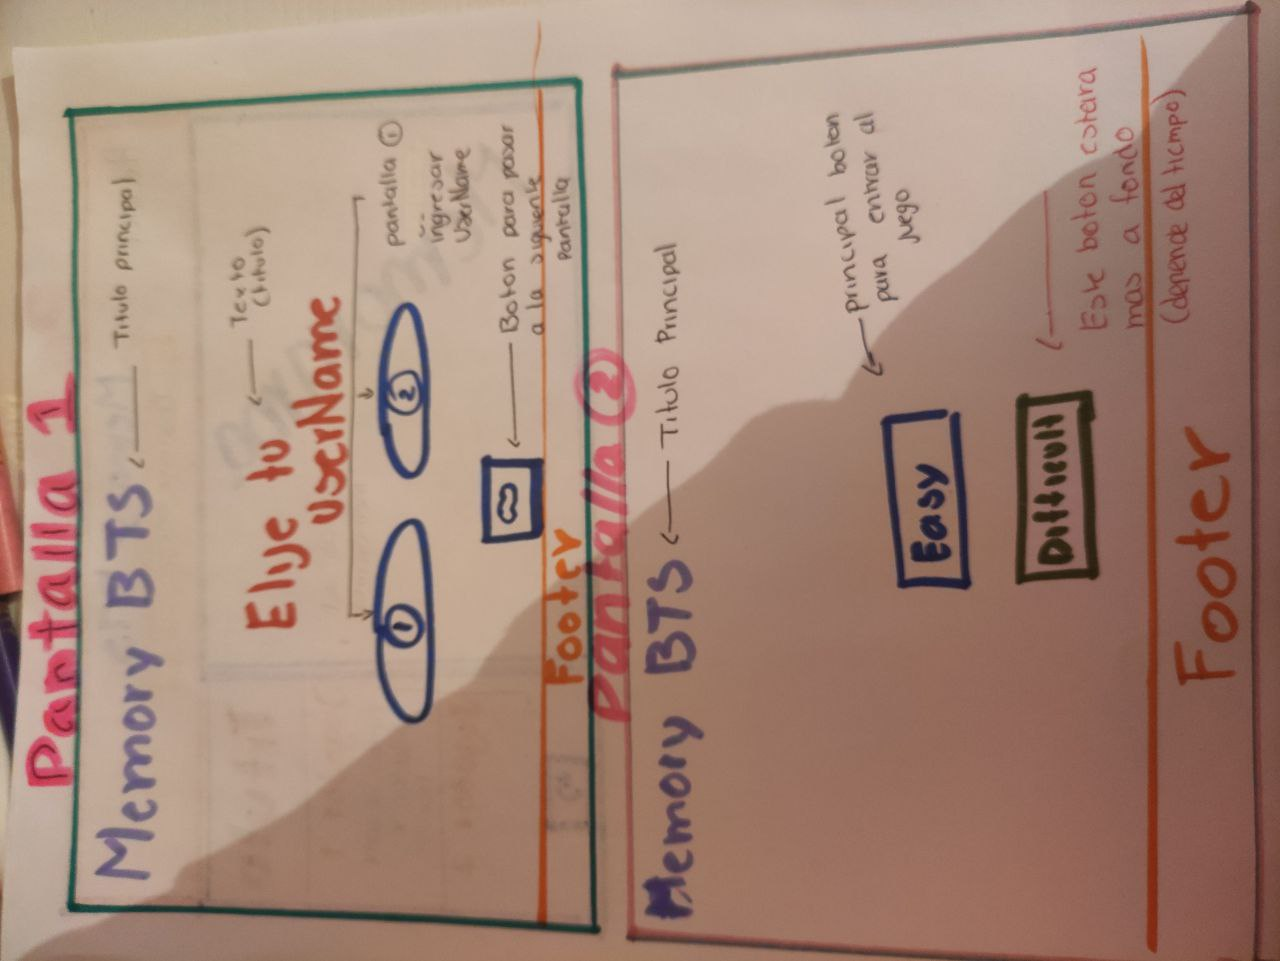 Pantalla 1
Memory BTS
Titulo principal
Texto
(titulo)
Elije tu
UserName
pantalla ①
ingresar
UserName
①
②
Boton para pasar
a la siguiente
pantalla
Footer
Pantalla ②
Memory BTS
Titulo Principal
principal boton
para entrar al
juego
Easy
Difficult
Este boton estara
mas a fondo
(depende del tiempo)
Footer